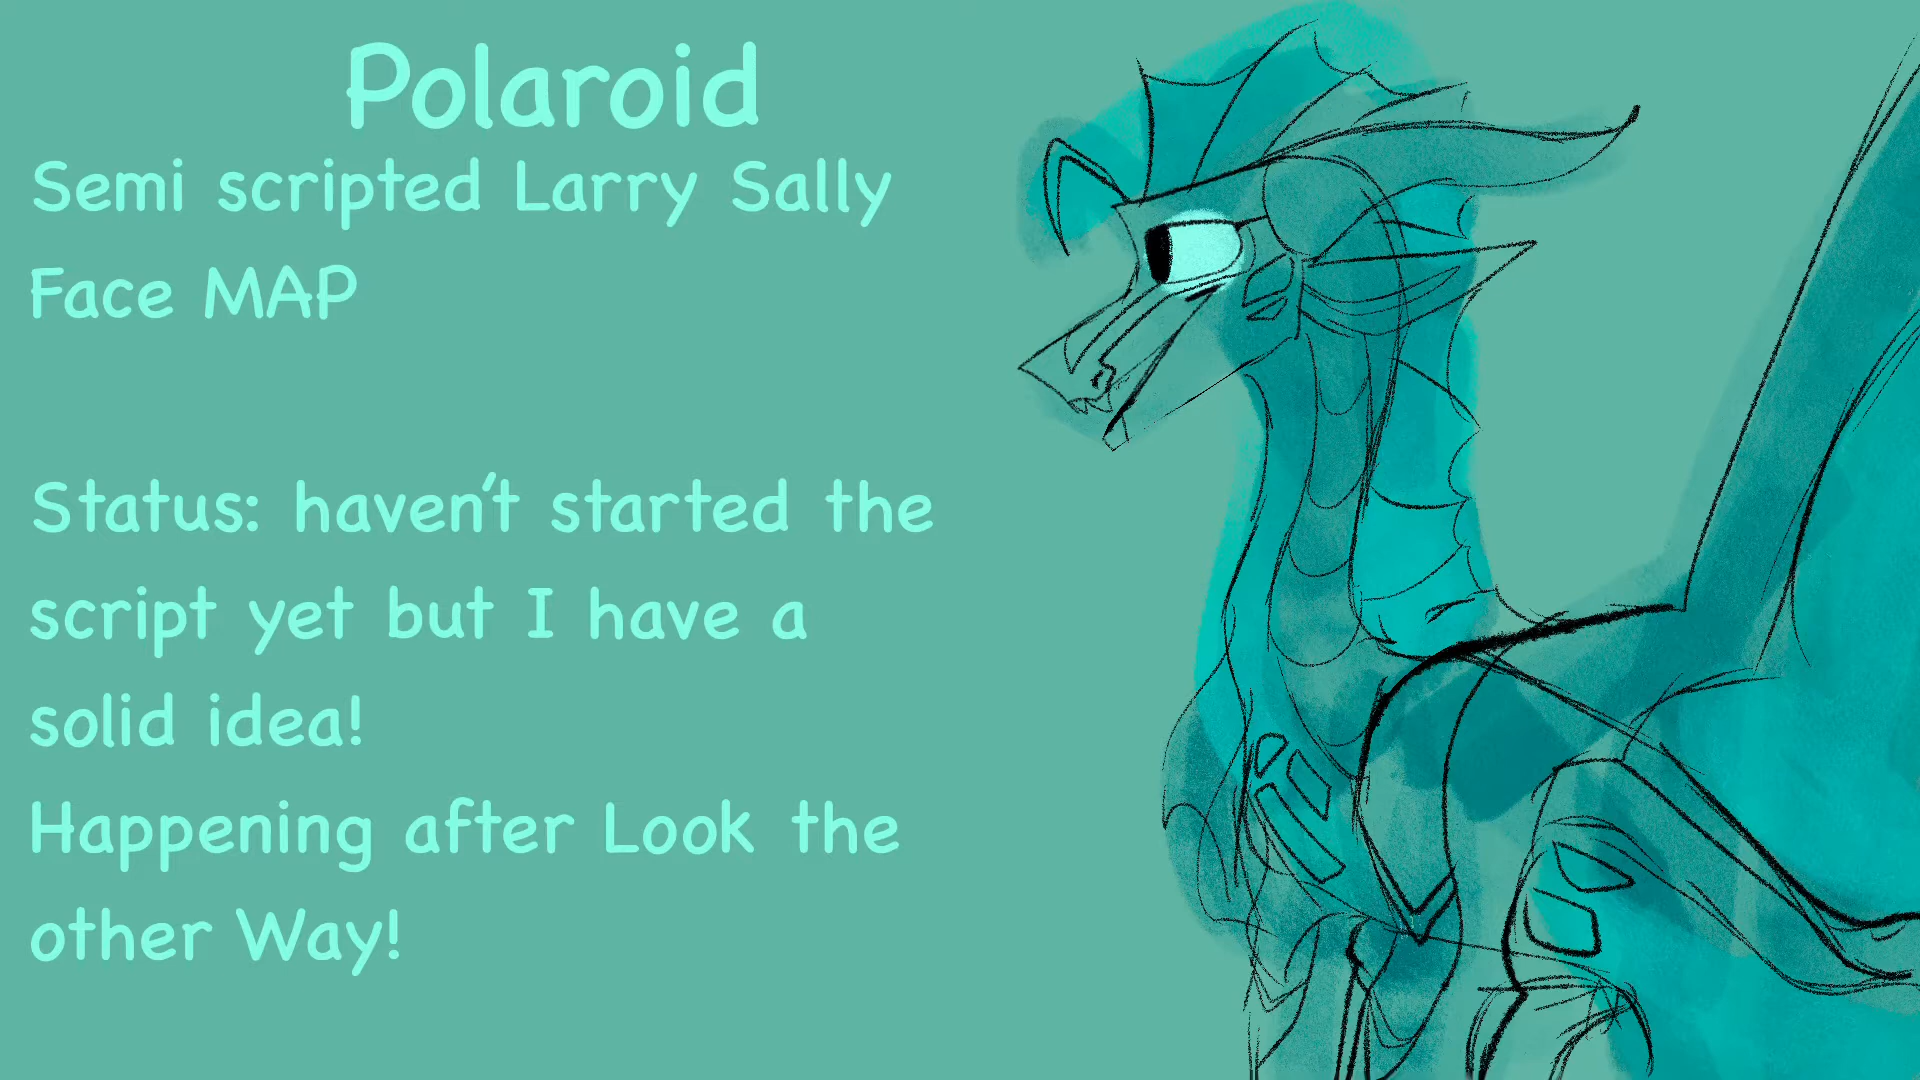 Polaroid
Semi scripted Larry Sally
Face MAP
Status: haven't started the
script yet but I have a
solid idea!
Happening after Look the
other Way!